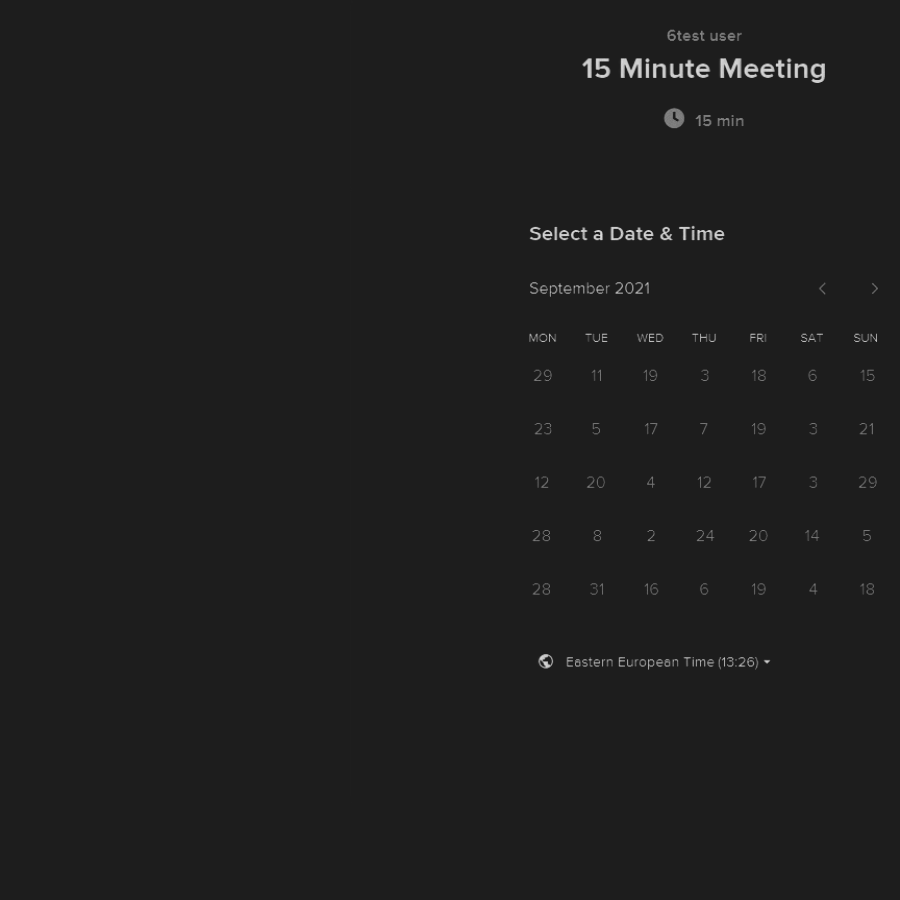 6test user
15 Minute Meeting
15 min
Select a Date & Time
September 2021
MON TUE WED THU FRI SAT SUN
29 11 19 3 18 6 15
23 5 17 7 19 3 21
12 20 4 12 17 3 29
28 8 2 24 20 14 5
28 31 16 6 19 4 18
Eastern European Time (13:26)